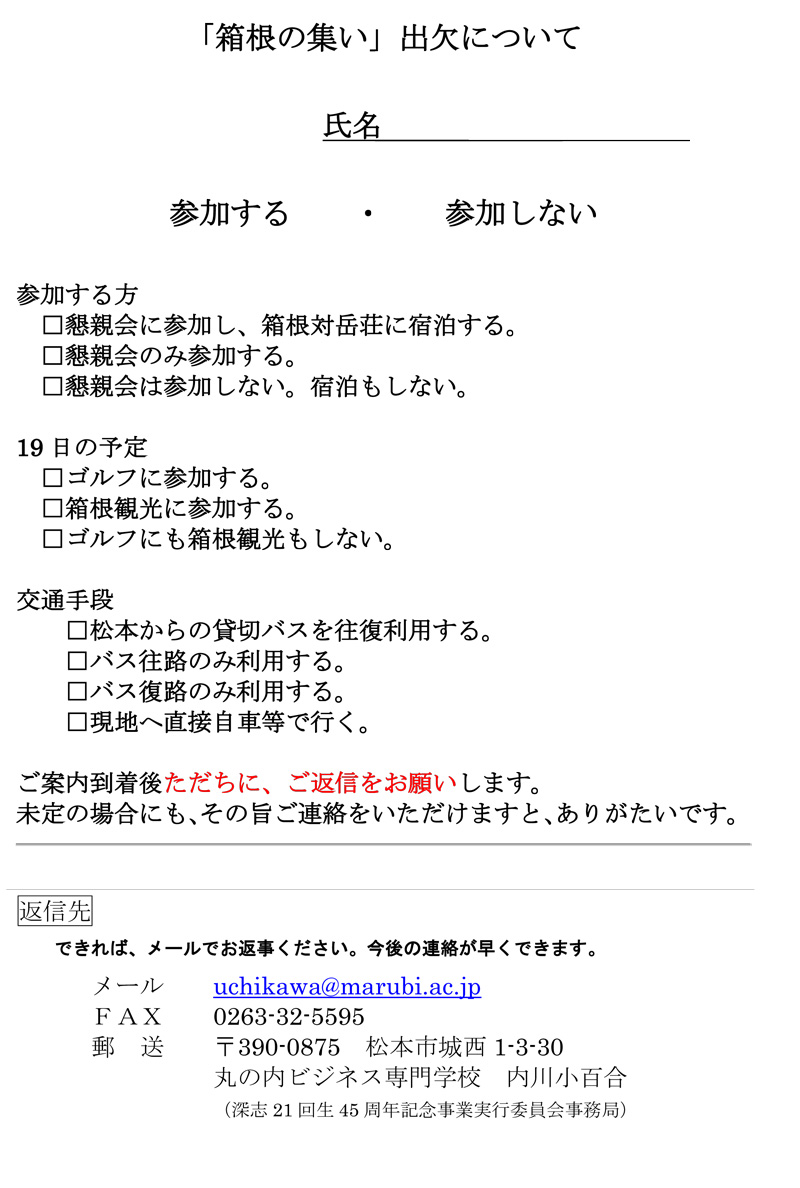 「箱根の集い」出欠について
氏名
参加する ・ 参加しない
参加する方
□懇親会に参加し、箱根対岳荘に宿泊する。
□懇親会のみ参加する。
□懇親会は参加しない。宿泊もしない。
19 日の予定
□ゴルフに参加する。
□箱根観光に参加する。
□ゴルフにも箱根観光もしない。
交通手段
□松本からの貸切バスを往復利用する。
□バス往路のみ利用する。
□バス復路のみ利用する。
□現地へ直接自車等で行く。
ご案内到着後ただちに、ご返信をお願いします。
未定の場合にも、その旨ご連絡をいただけますと、ありがたいです。
返信先
できれば、メールでお返事ください。今後の連絡が早くできます。
メール uchikawa@marubi.ac.jp
ＦＡＸ 0263-32-5595
郵 送 〒390-0875 松本市城西 1-3-30
丸の内ビジネス専門学校 内川小百合
（深志 21 回生 45 周年記念事業実行委員会事務局）